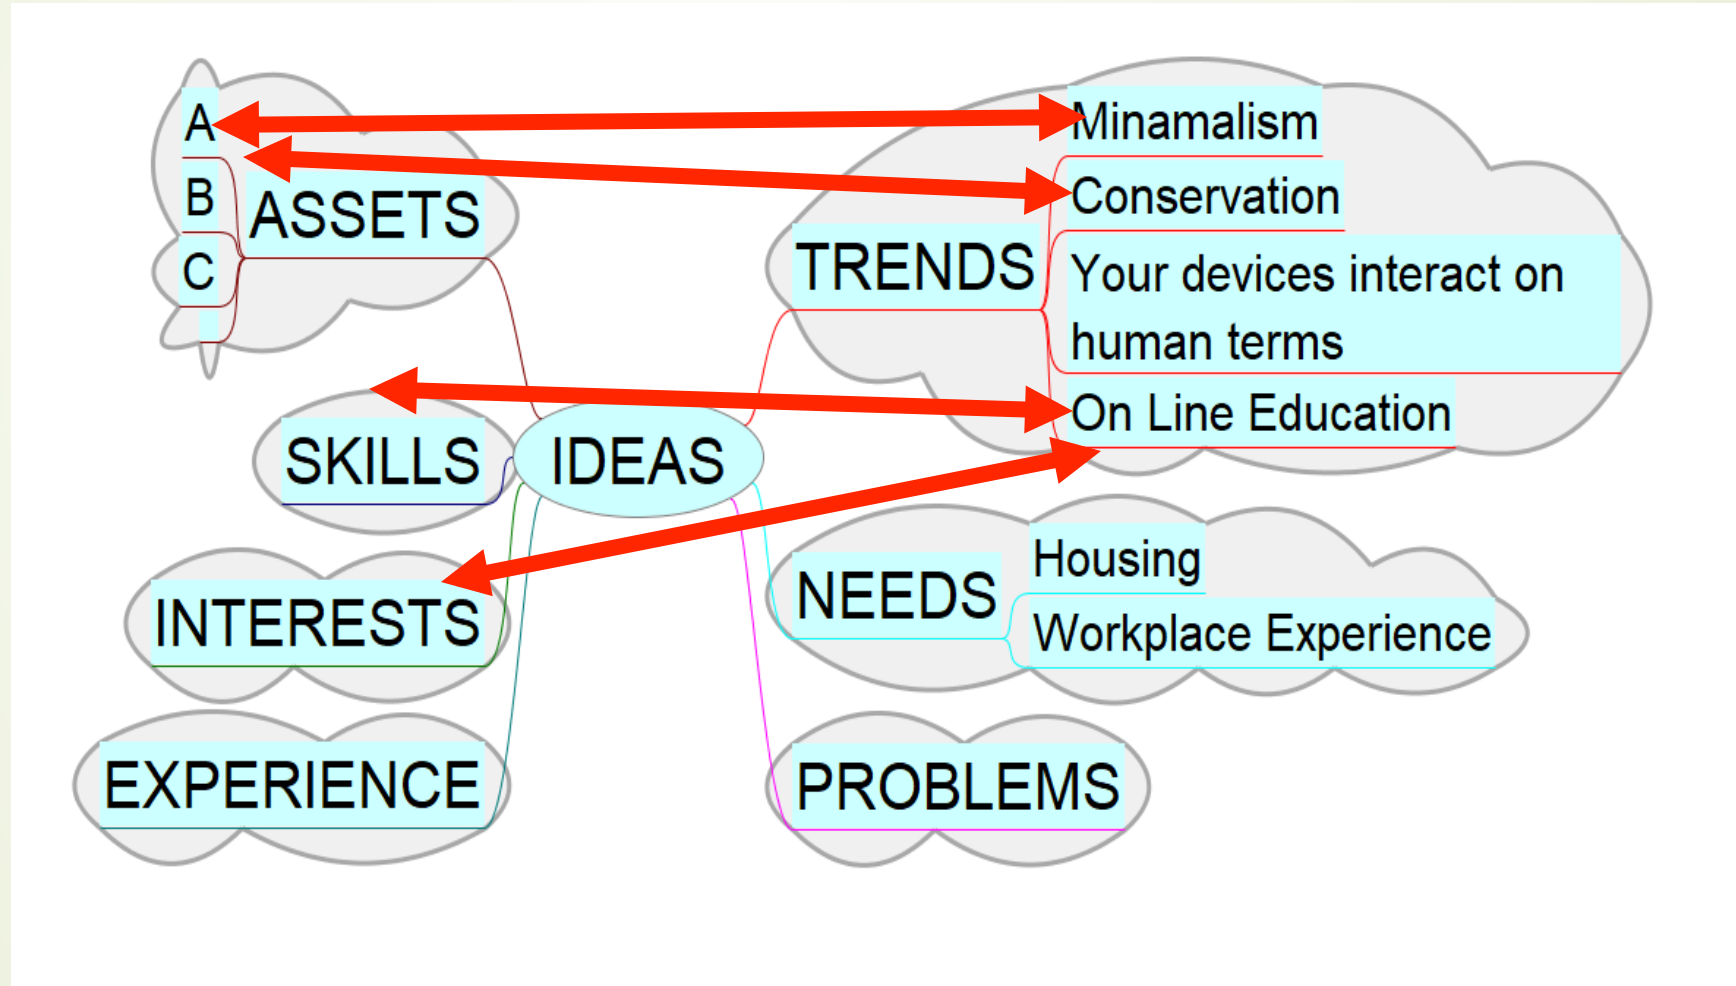 A
B
C
ASSETS
SKILLS
INTERESTS
EXPERIENCE
IDEAS
TRENDS
Minamalism
Conservation
Your devices interact on
human terms
On Line Education
NEEDS
Housing
Workplace Experience
PROBLEMS